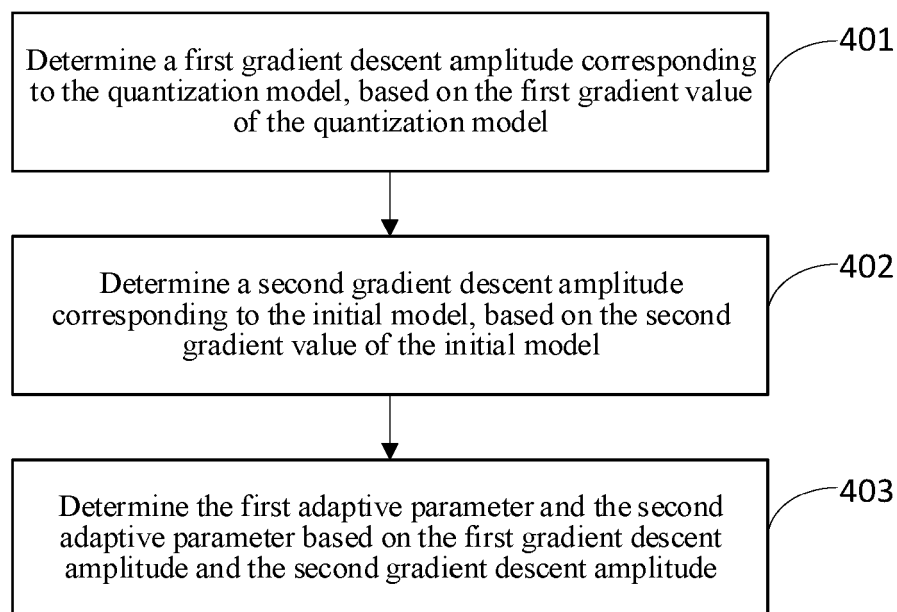 Determine a first gradient descent amplitude corresponding
to the quantization model, based on the first gradient value
of the quantization model
401
Determine a second gradient descent amplitude
corresponding to the initial model, based on the second
gradient value of the initial model
402
Determine the first adaptive parameter and the second
adaptive parameter based on the first gradient descent
amplitude and the second gradient descent amplitude
403